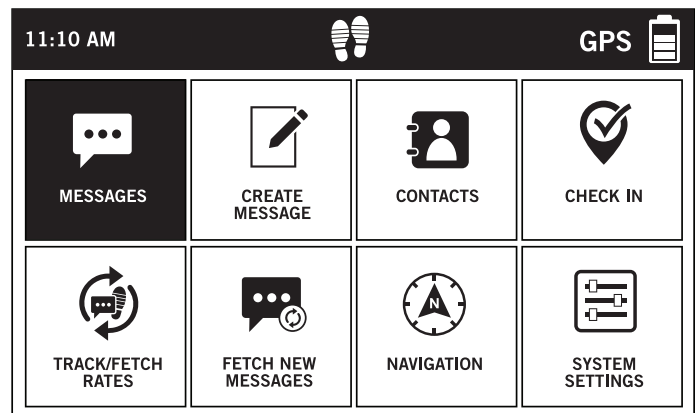 11:10 AM
GPS
MESSAGES
CREATE
MESSAGE
CONTACTS
CHECK IN
TRACK/FETCH
RATES
FETCH NEW
MESSAGES
N
NAVIGATION
SYSTEM
SETTINGS